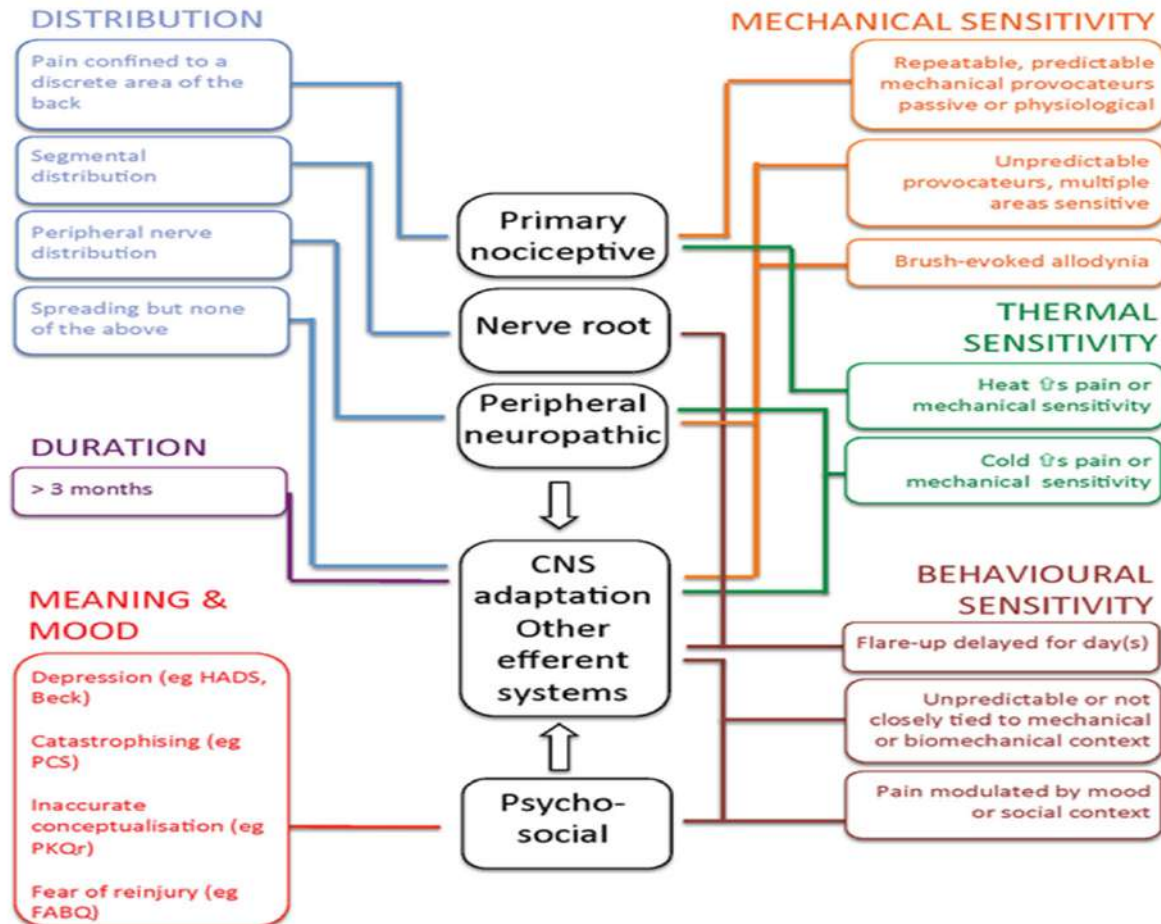 DISTRIBUTION
Pain confined to a
discrete area of the
back
Segmental
distribution
Peripheral nerve
distribution
Spreading but none
of the above
DURATION
> 3 months
MEANING &
MOOD
Depression (eg HADS,
Beck)
Catastrophising (eg
PCS)
Inaccurate
conceptualisation (eg
PKQr)
Fear of reinjury (eg
FABQ)
Primary
nociceptive
Nerve root
Peripheral
neuropathic
CNS
adaptation
Other
efferent
systems
Psycho-
social
MECHANICAL SENSITIVITY
Repeatable, predictable
mechanical provocateurs
passive or physiological
Unpredictable
provocateurs, multiple
areas sensitive
Brush-evoked allodynia
THERMAL
SENSITIVITY
Heat ⇧s pain or
mechanical sensitivity
Cold ⇧s pain or
mechanical sensitivity
BEHAVIOURAL
SENSITIVITY
Flare-up delayed for day(s)
Unpredictable or not
closely tied to mechanical
or biomechanical context
Pain modulated by mood
or social context